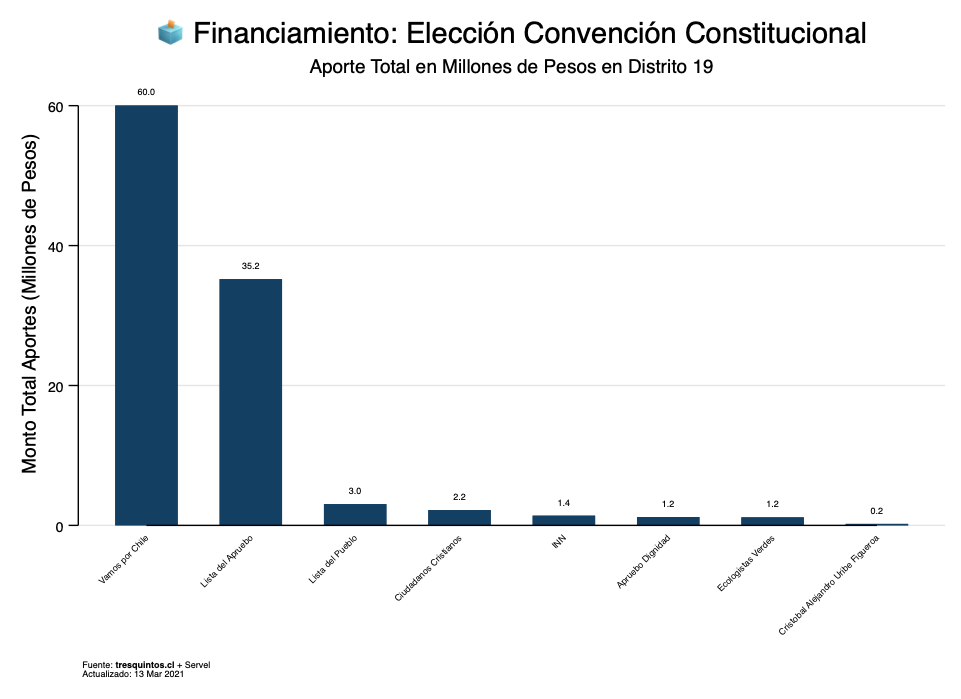 Financiamiento: Elección Convención Constitucional
Aporte Total en Millones de Pesos en Distrito 19
Monto Total Aportes (Millones de Pesos)
60
40
20
0
60.0
35.2
3.0
2.2
1.4
1.2
1.2
0.2
Vamos por Chile
Lista del Apruebo
Lista del Pueblo
Ciudadanos Cristianos
INN
Apruebo Dignidad
Ecologistas Verdes
Cristobal Alejandro Uribe Figueroa
Fuente: tresquintos.cl + Servel
Actualizado: 13 Mar 2021